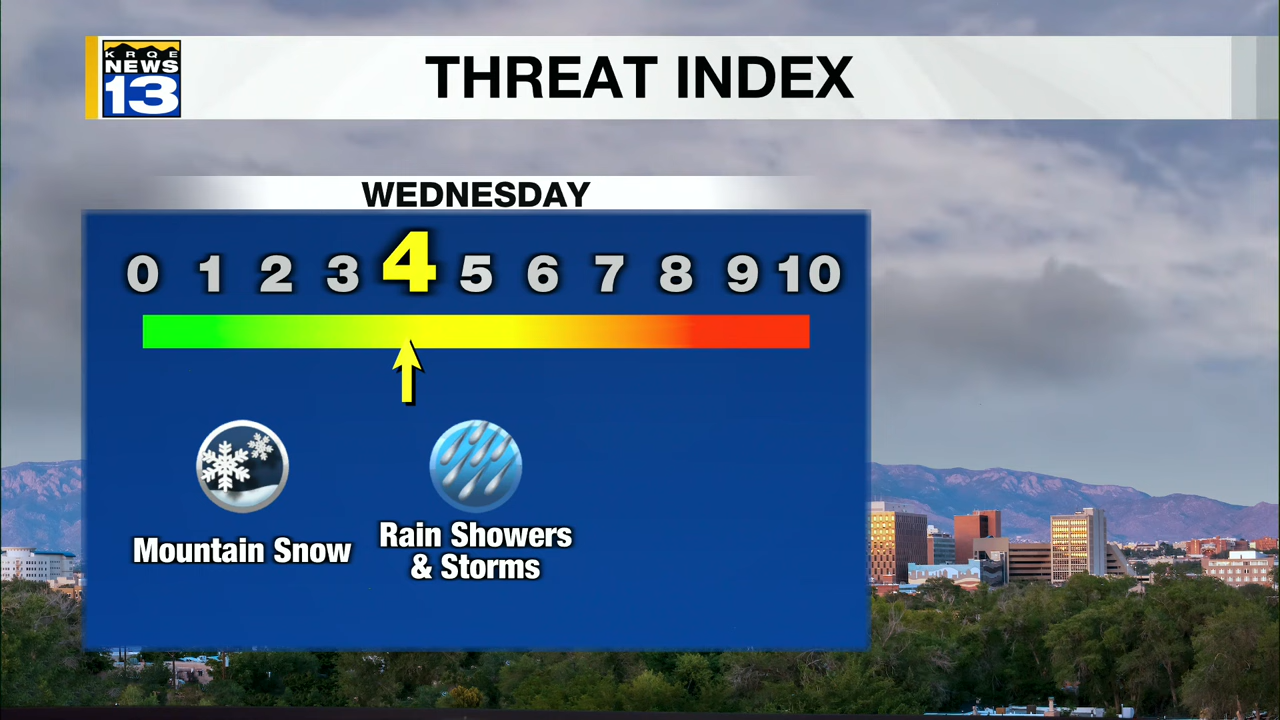 KRQE
NEWS
13
THREAT INDEX
WEDNESDAY
0 1 2 3 4 5 6 7 8 9 10
Mountain Snow
Rain Showers
& Storms